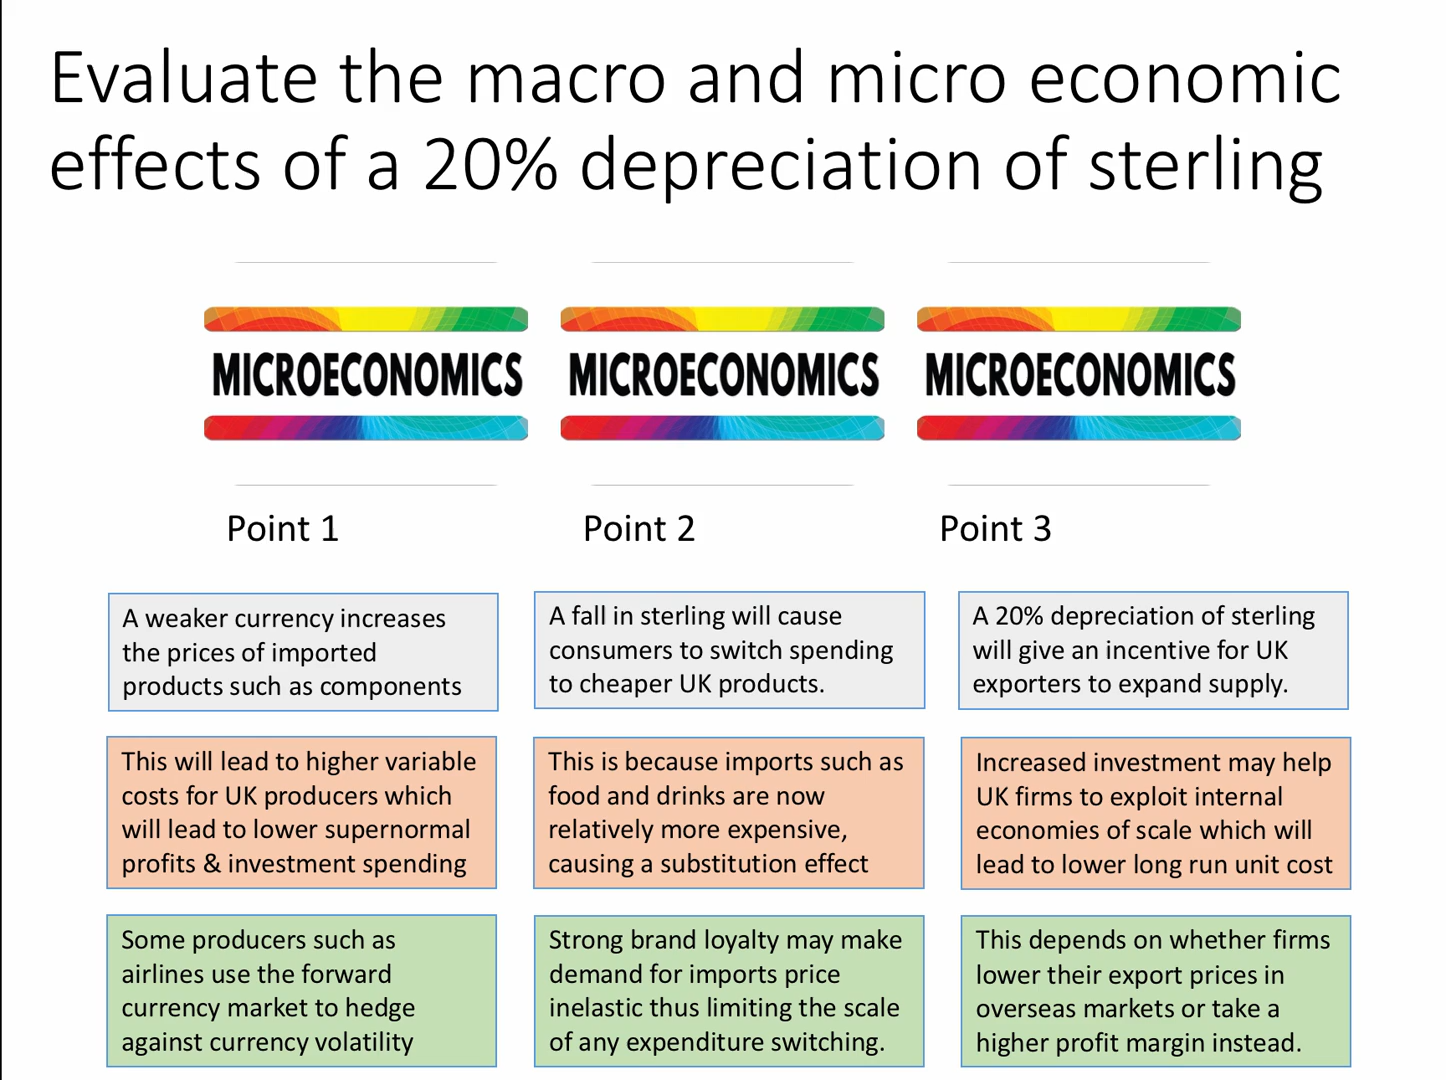 Evaluate the macro and micro economic
effects of a 20% depreciation of sterling
MICROECONOMICS
MICROECONOMICS
MICROECONOMICS
Point 1
Point 2
Point 3
A weaker currency increases
the prices of imported
products such as components
A fall in sterling will cause
consumers to switch spending
to cheaper UK products.
A 20% depreciation of sterling
will give an incentive for UK
exporters to expand supply.
This will lead to higher variable
costs for UK producers which
will lead to lower supernormal
profits & investment spending
This is because imports such as
food and drinks are now
relatively more expensive,
causing a substitution effect
Increased investment may help
UK firms to exploit internal
economies of scale which will
lead to lower long run unit cost
Some producers such as
airlines use the forward
currency market to hedge
against currency volatility
Strong brand loyalty may make
demand for imports price
inelastic thus limiting the scale
of any expenditure switching.
This depends on whether firms
lower their export prices in
overseas markets or take a
higher profit margin instead.